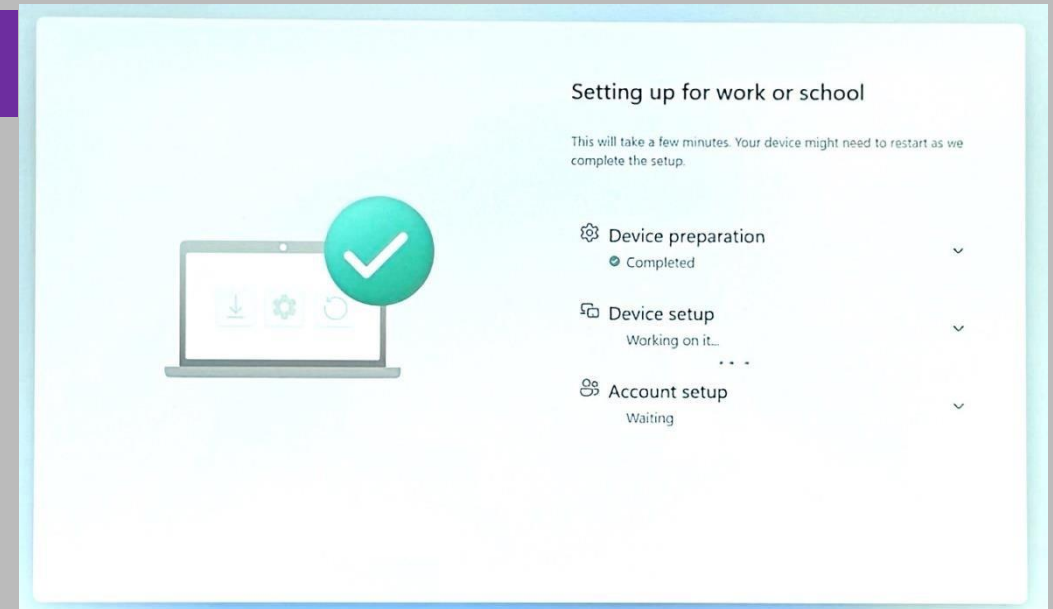 Setting up for work or school
This will take a few minutes. Your device might need to restart as we
complete the setup.
Device preparation
Completed
Device setup
Working on it...
Account setup
Waiting